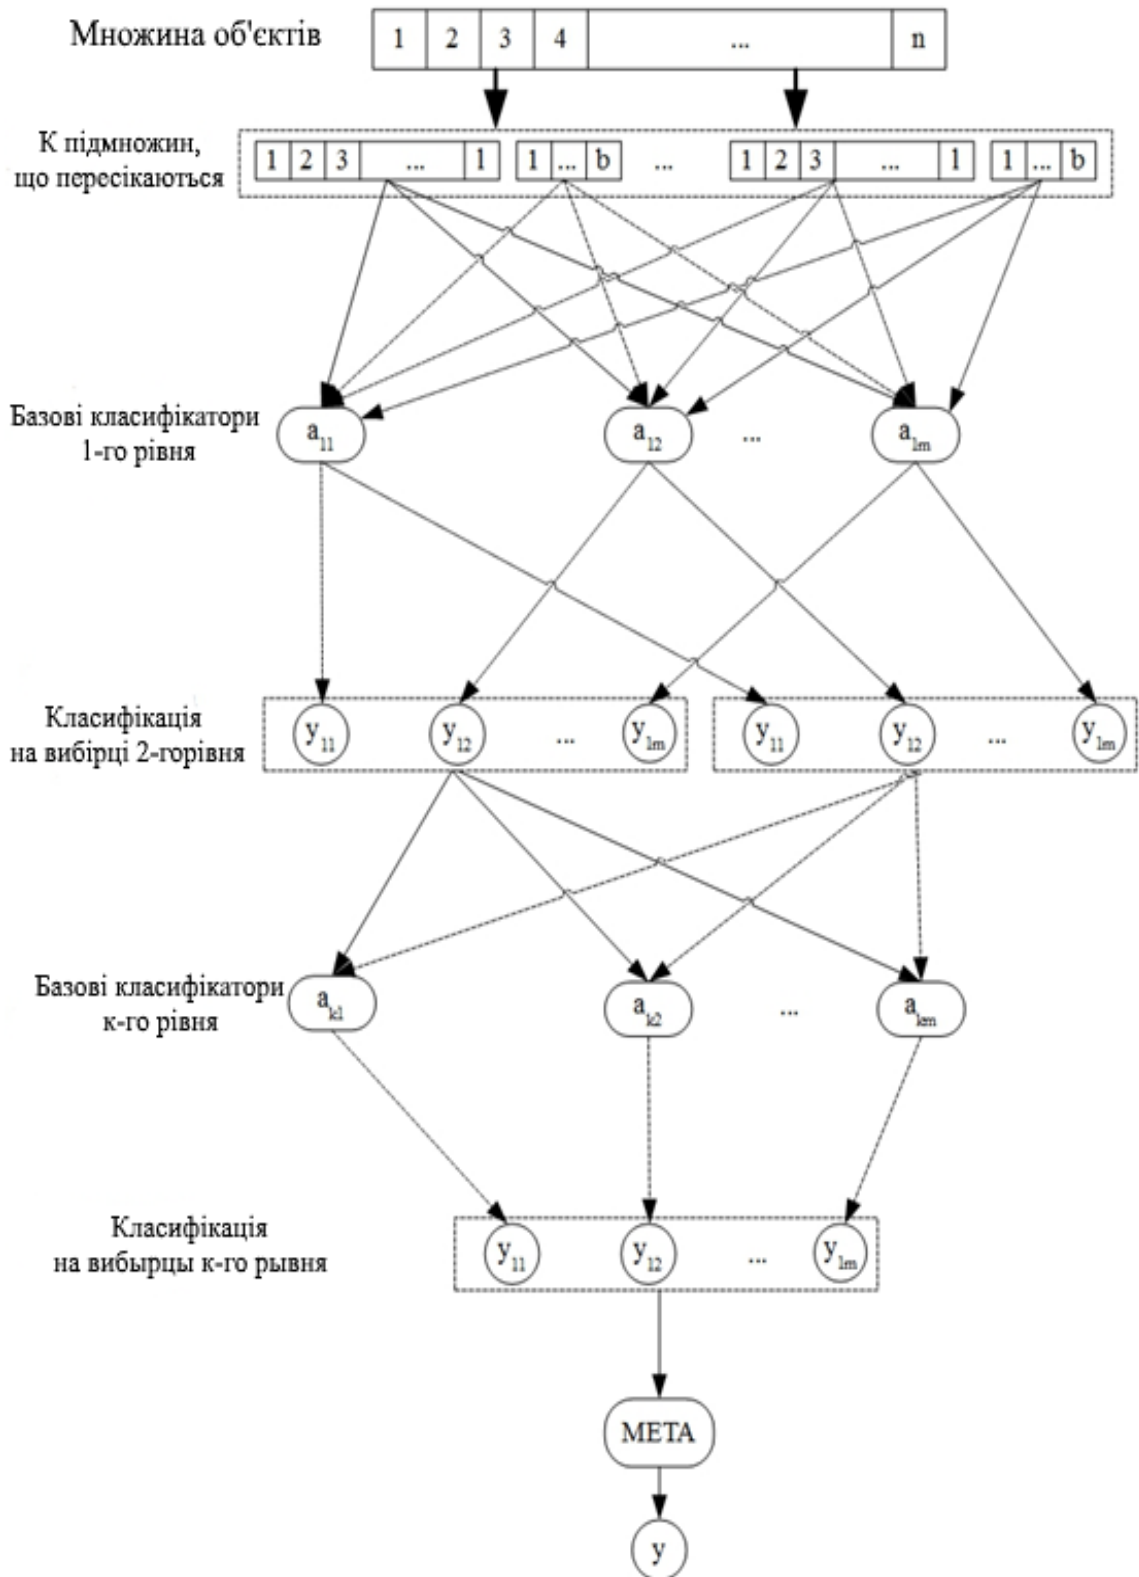 Множина об'єктів
1 2 3 4 ... n
К підмножин,
що пересікаються
1 2 3 ... l 1 ... b ... 1 2 3 ... l 1 ... b
Базові класифікатори
1-го рівня
a11 a12 ... a1m
Класифікація
на вибірці 2-горівня
y11 y12 ... y1m y11 y12 ... y1m
Базові класифікатори
к-го рівня
ak1 ak2 ... akm
Класифікація
на вибырцы к-го рывня
y11 y12 ... y1m
МЕТА
y